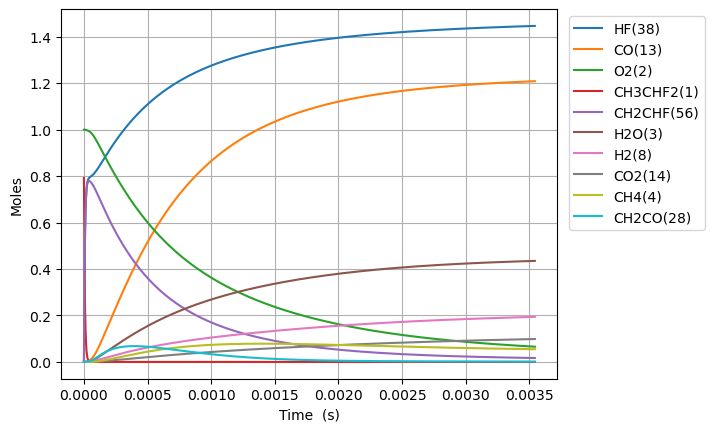 1.4
1.2
1.0
0.8
0.6
0.4
0.2
0.0
Moles
0.0000 0.0005 0.0010 0.0015 0.0020 0.0025 0.0030 0.0035
Time (s)
HF(38)
CO(13)
O2(2)
CH3CHF2(1)
CH2CHF(56)
H2O(3)
H2(8)
CO2(14)
CH4(4)
CH2CO(28)